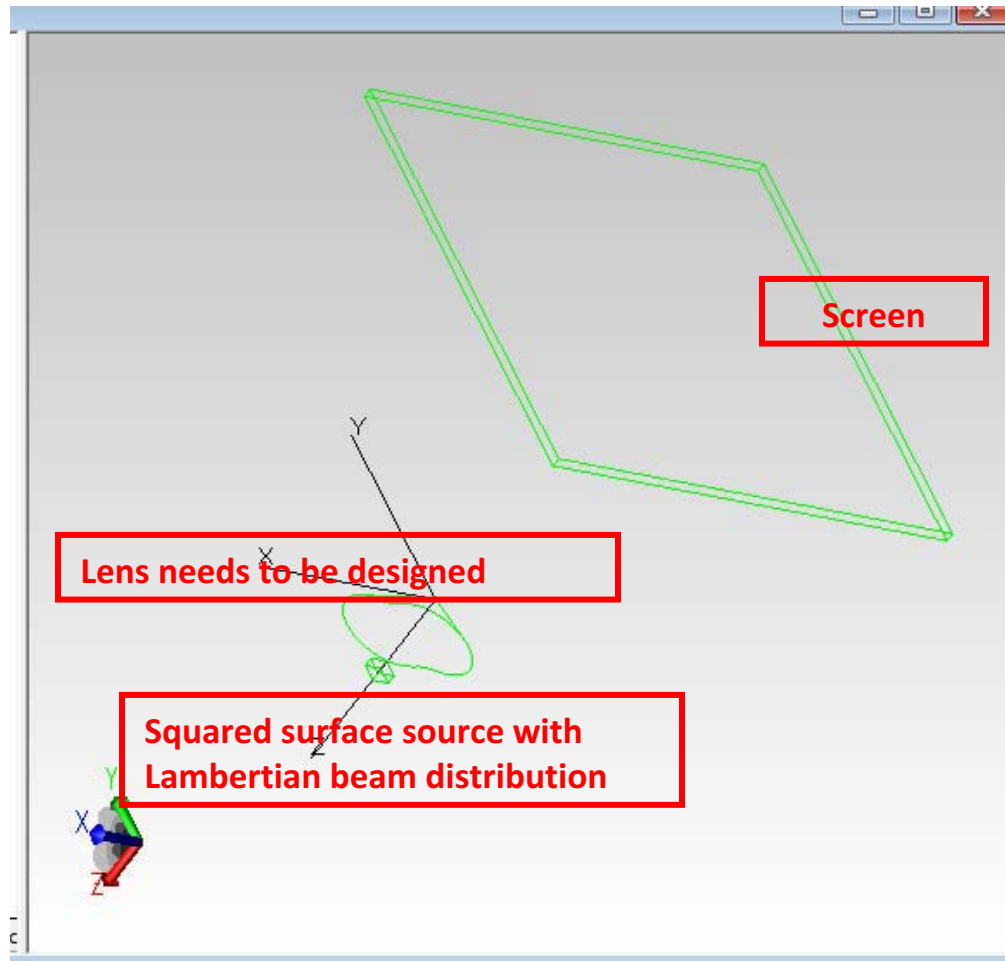 Screen
Y
X
Lens needs to be designed
Squared surface source with
Lambertian beam distribution
Z
Y
X
Z
c